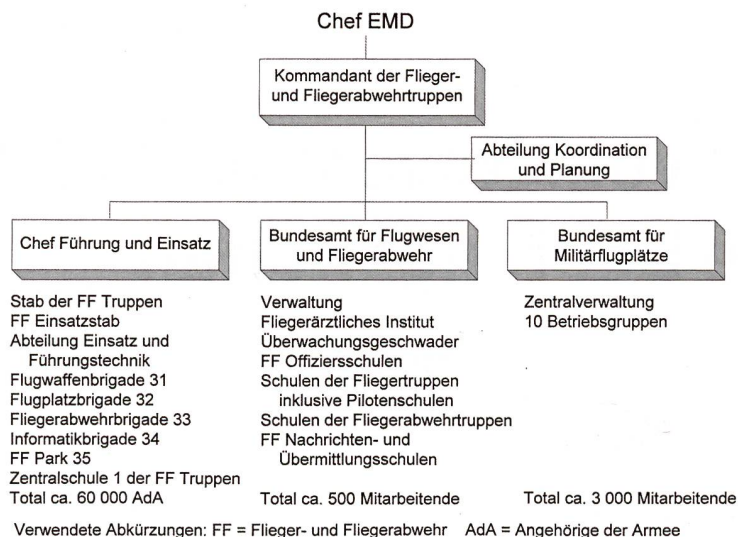 Chef EMD
Kommandant der Flieger-
und Fliegerabwehrtruppen
Abteilung Koordination
und Planung
Chef Führung und Einsatz
Bundesamt für Flugwesen
und Fliegerabwehr
Bundesamt für
Militärflugplätze
Stab der FF Truppen
FF Einsatzstab
Abteilung Einsatz und
Führungstechnik
Flugwaffenbrigade 31
Flugplatzbrigade 32
Fliegerabwehrbrigade 33
Informatikbrigade 34
FF Park 35
Zentralschule 1 der FF Truppen
Total ca. 60 000 AdA
Verwaltung
Fliegerärztliches Institut
Überwachungsgeschwader
FF Offiziersschulen
Schulen der Fliegertruppen
inklusive Pilotenschulen
Schulen der Fliegerabwehrtruppen
FF Nachrichten- und
Übermittlungsschulen
Total ca. 500 Mitarbeitende
Zentralverwaltung
10 Betriebsgruppen
Total ca. 3 000 Mitarbeitende
Verwendete Abkürzungen: FF = Flieger- und Fliegerabwehr AdA = Angehörige der Armee